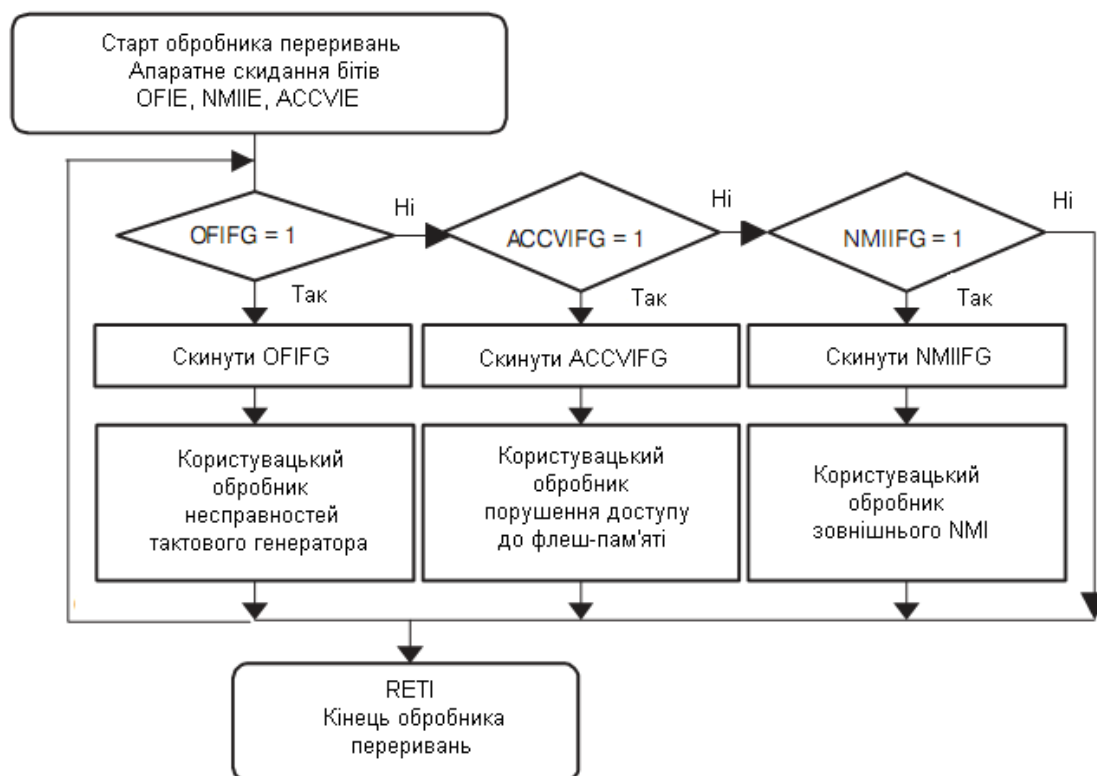 Старт обробника переривань
Апаратне скидання бітів
OFIE, NMIIE, ACCVIE
OFIFG = 1
Ні
ACCVIFG = 1
Ні
NMIIFG = 1
Ні
Так
Так
Так
Скинути OFIFG
Скинути ACCVIFG
Скинути NMIIFG
Користувацький
обробник
несправностей
тактового генератора
Користувацький
обробник
порушення доступу
до флеш-пам'яті
Користувацький
обробник
зовнішнього NMI
RETI
Кінець обробника
переривань